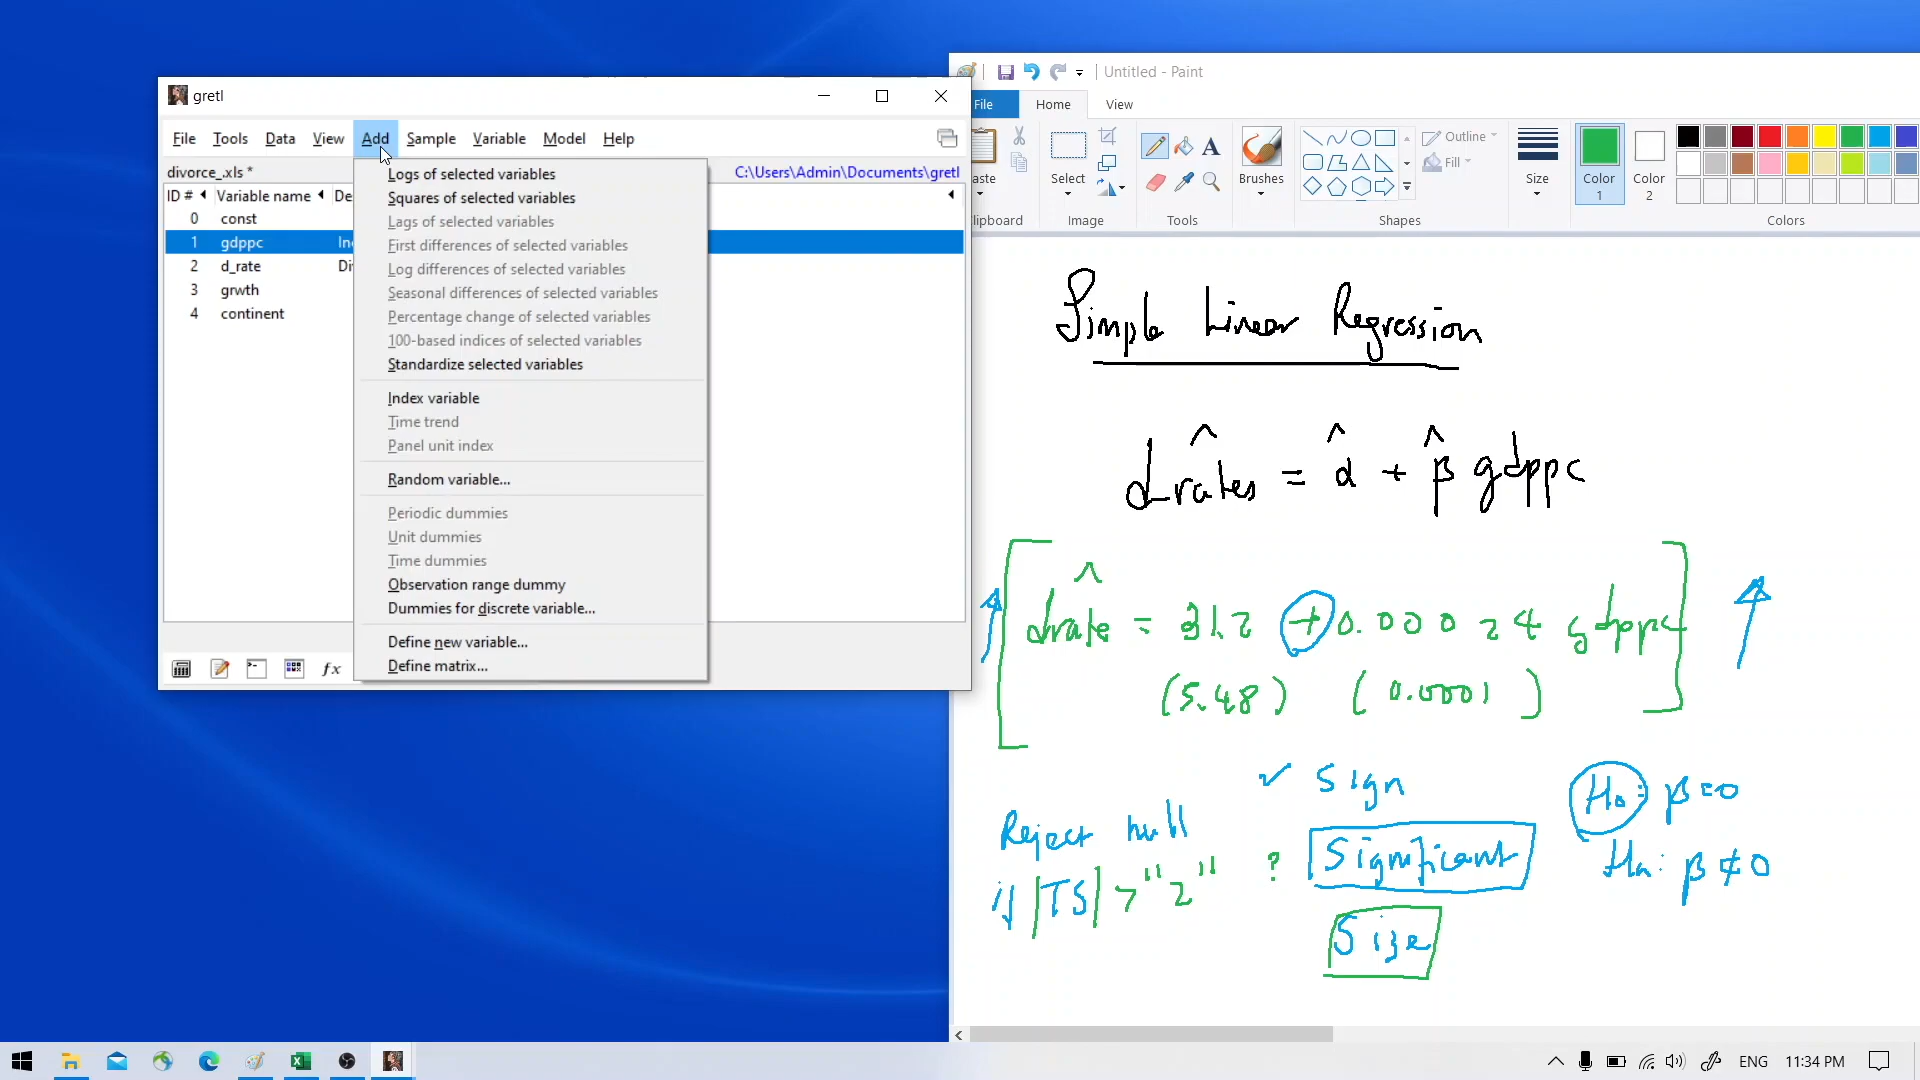 gretl
File Tools Data View Add Sample Variable Model Help
divorce_.xls *
C:\Users\Admin\Documents\gretl
ID # Variable name De
0 const
1 gdppc In
2 d_rate Di
3 grwth
4 continent
Logs of selected variables
Squares of selected variables
Lags of selected variables
First differences of selected variables
Log differences of selected variables
Seasonal differences of selected variables
Percentage change of selected variables
100-based indices of selected variables
Standardize selected variables
Index variable
Time trend
Panel unit index
Random variable...
Periodic dummies
Unit dummies
Time dummies
Observation range dummy
Dummies for discrete variable...
Define new variable...
Define matrix...
fx
Untitled - Paint
File Home View
aste
Select
Brushes
Outline
Fill
Size
Color 1
Color 2
lipboard Image Tools Shapes Colors
Simple Linear Regression
d_rates^ = α^ + β^ gdppc
drate^ = 31.2 + 0.00024 gdppc
(5.48) (0.0001)
✓ Sign
Ho: β=0
Reject null
? Significant
Ha: β≠0
if |TS| > "2"
Size
ENG 11:34 PM